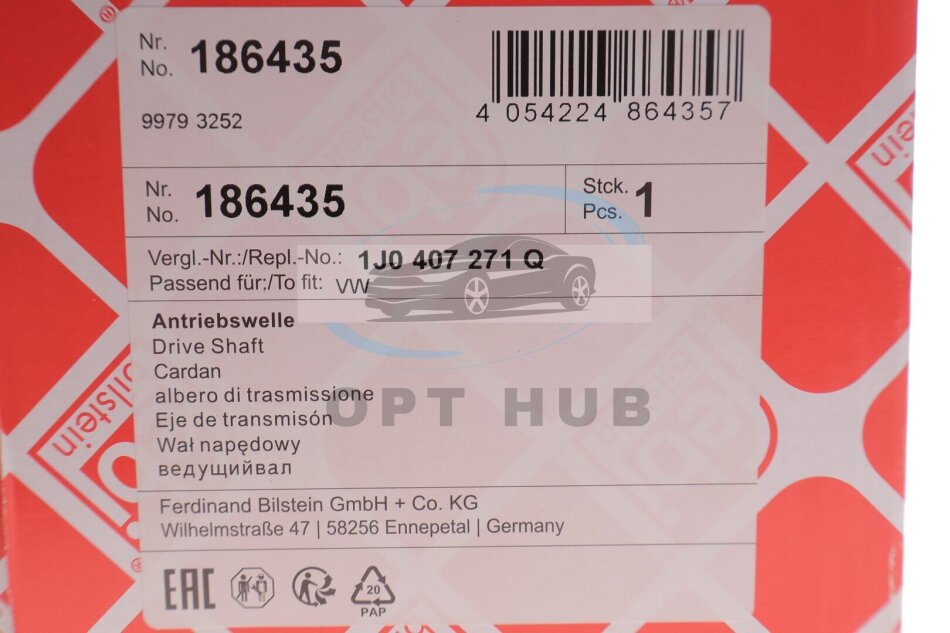 Nr.
No. 186435
4 054224 864357
9979 3252
Nr.
No. 186435
Stck.
Pcs. 1
Vergl.-Nr.:/Repl.-No.: 1J0 407 271 Q
Passend für:/To fit: VW
Antriebswelle
Drive Shaft
Cardan
albero di trasmissione
Eje de transmisón
OPT HUB
Wał napędowy
ведущийвал
Ferdinand Bilstein GmbH + Co. KG
Wilhelmstraße 47 | 58256 Ennepetal | Germany
EAC
20
PAP
bilstein